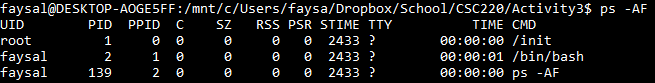 faysal@DESKTOP-AOGE5FF:/mnt/c/Users/faysa/Dropbox/School/CSC220/Activity3$ ps -AF
UID        PID  PPID  C    SZ   RSS PSR STIME TTY          TIME CMD
root         1     0  0     0     0   0  2433 ?        00:00:00 /init
faysal       2     1  0     0     0   0  2433 ?        00:00:01 /bin/bash
faysal     139     2  0     0     0   0  2433 ?        00:00:00 ps -AF